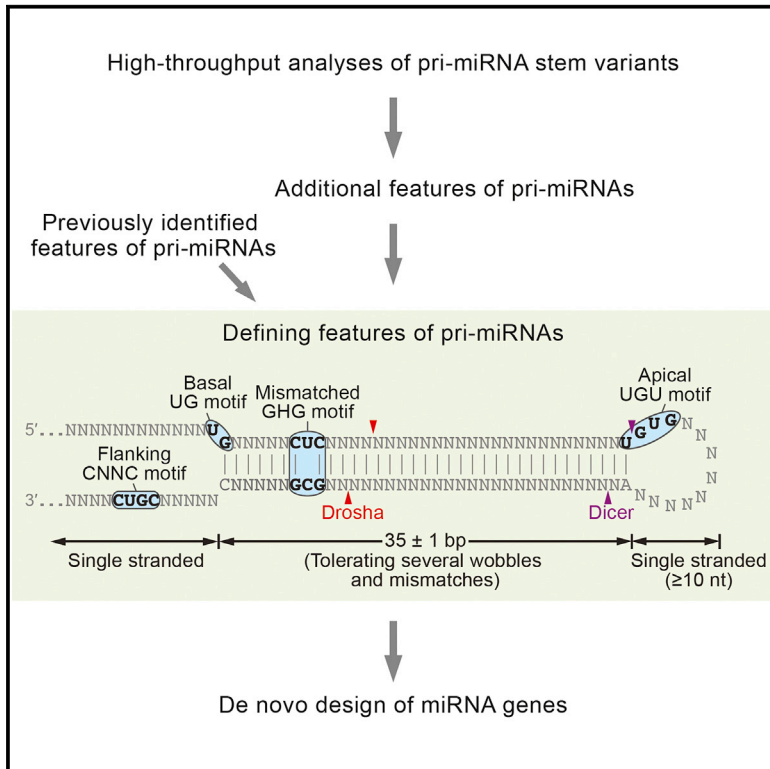 High-throughput analyses of pri-miRNA stem variants
Additional features of pri-miRNAs
Previously identified
features of pri-miRNAs
Defining features of pri-miRNAs
Basal
UG motif
Mismatched
GHG motif
Apical
UGU motif
5'...NNNNNNNNNNNNUGNNNNNCUCNNNNNNNNNNNNNNNNNNNNNNNNNUGUGNNNNNNNNNN
Flanking
CNNC motif
CNNNNNGCGNNNNNNNNNNNNNNNNNNNNNNNNNA
3'...NNNNCUGCNNNNN
Drosha
Dicer
35 ± 1 bp
Single stranded
(Tolerating several wobbles
and mismatches)
Single stranded
(≥10 nt)
De novo design of miRNA genes